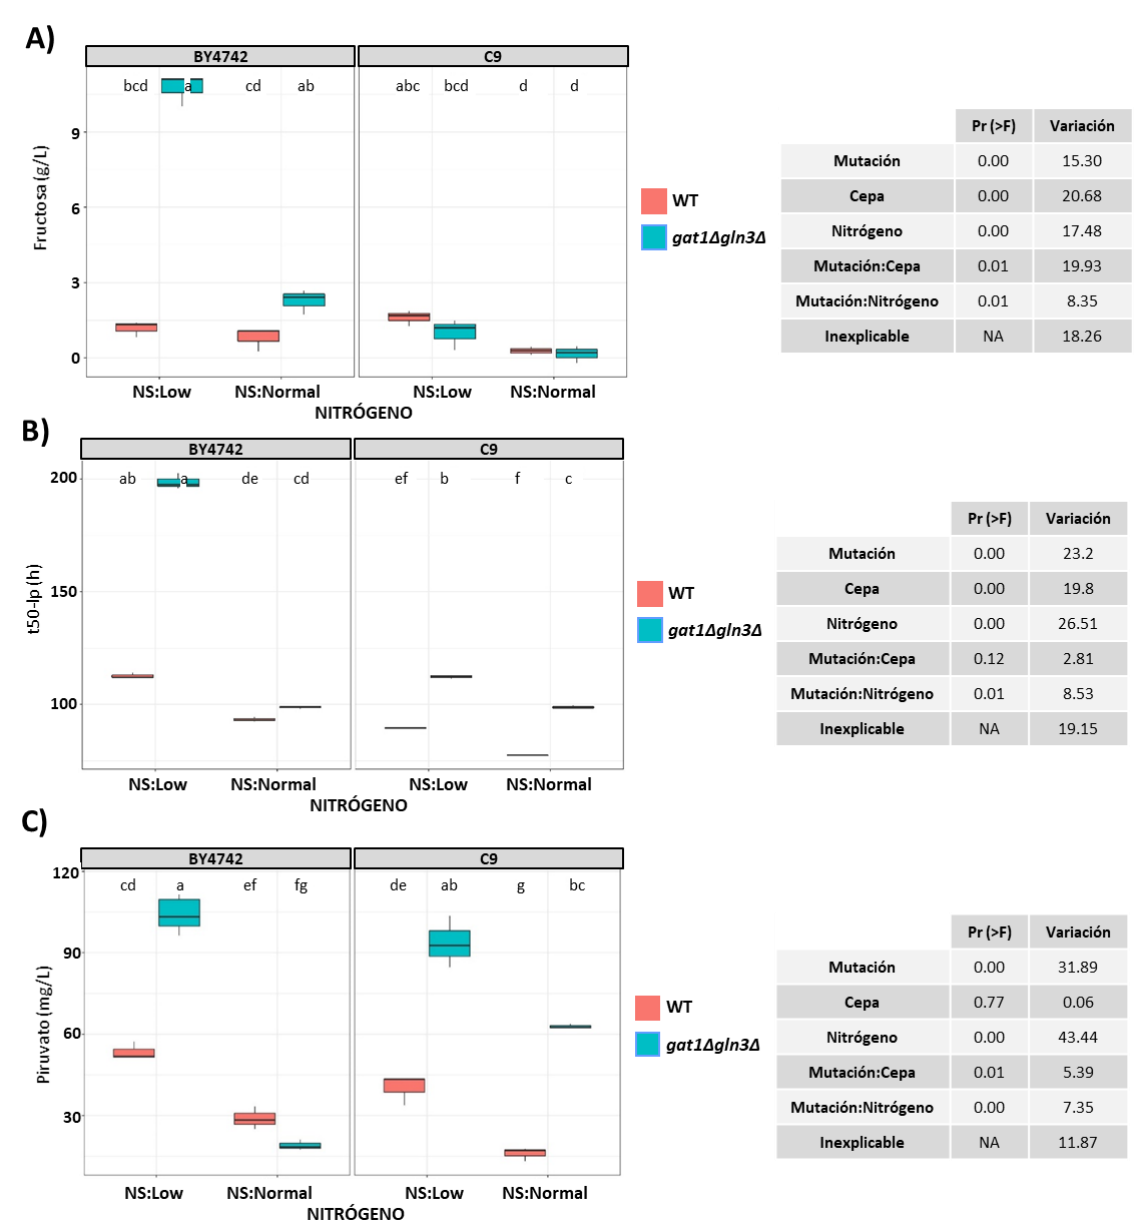 A)
BY4742
C9
bcd a cd ab
abc bcd d d
Fructosa (g/L)
9
6
3
0
NS:Low NS:Normal NS:Low NS:Normal
NITRÓGENO
WT
gat1Δgln3Δ
Pr (>F) Variación
Mutación 0.00 15.30
Cepa 0.00 20.68
Nitrógeno 0.00 17.48
Mutación:Cepa 0.01 19.93
Mutación:Nitrógeno 0.01 8.35
Inexplicable NA 18.26
B)
BY4742
C9
ab a de cd
ef b f c
t50-lp (h)
200
150
100
NS:Low NS:Normal NS:Low NS:Normal
NITRÓGENO
WT
gat1Δgln3Δ
Pr (>F) Variación
Mutación 0.00 23.2
Cepa 0.00 19.8
Nitrógeno 0.00 26.51
Mutación:Cepa 0.12 2.81
Mutación:Nitrógeno 0.01 8.53
Inexplicable NA 19.15
C)
BY4742
C9
cd a ef fg
de ab g bc
Piruvato (mg/L)
120
90
60
30
NS:Low NS:Normal NS:Low NS:Normal
NITRÓGENO
WT
gat1Δgln3Δ
Pr (>F) Variación
Mutación 0.00 31.89
Cepa 0.77 0.06
Nitrógeno 0.00 43.44
Mutación:Cepa 0.01 5.39
Mutación:Nitrógeno 0.00 7.35
Inexplicable NA 11.87